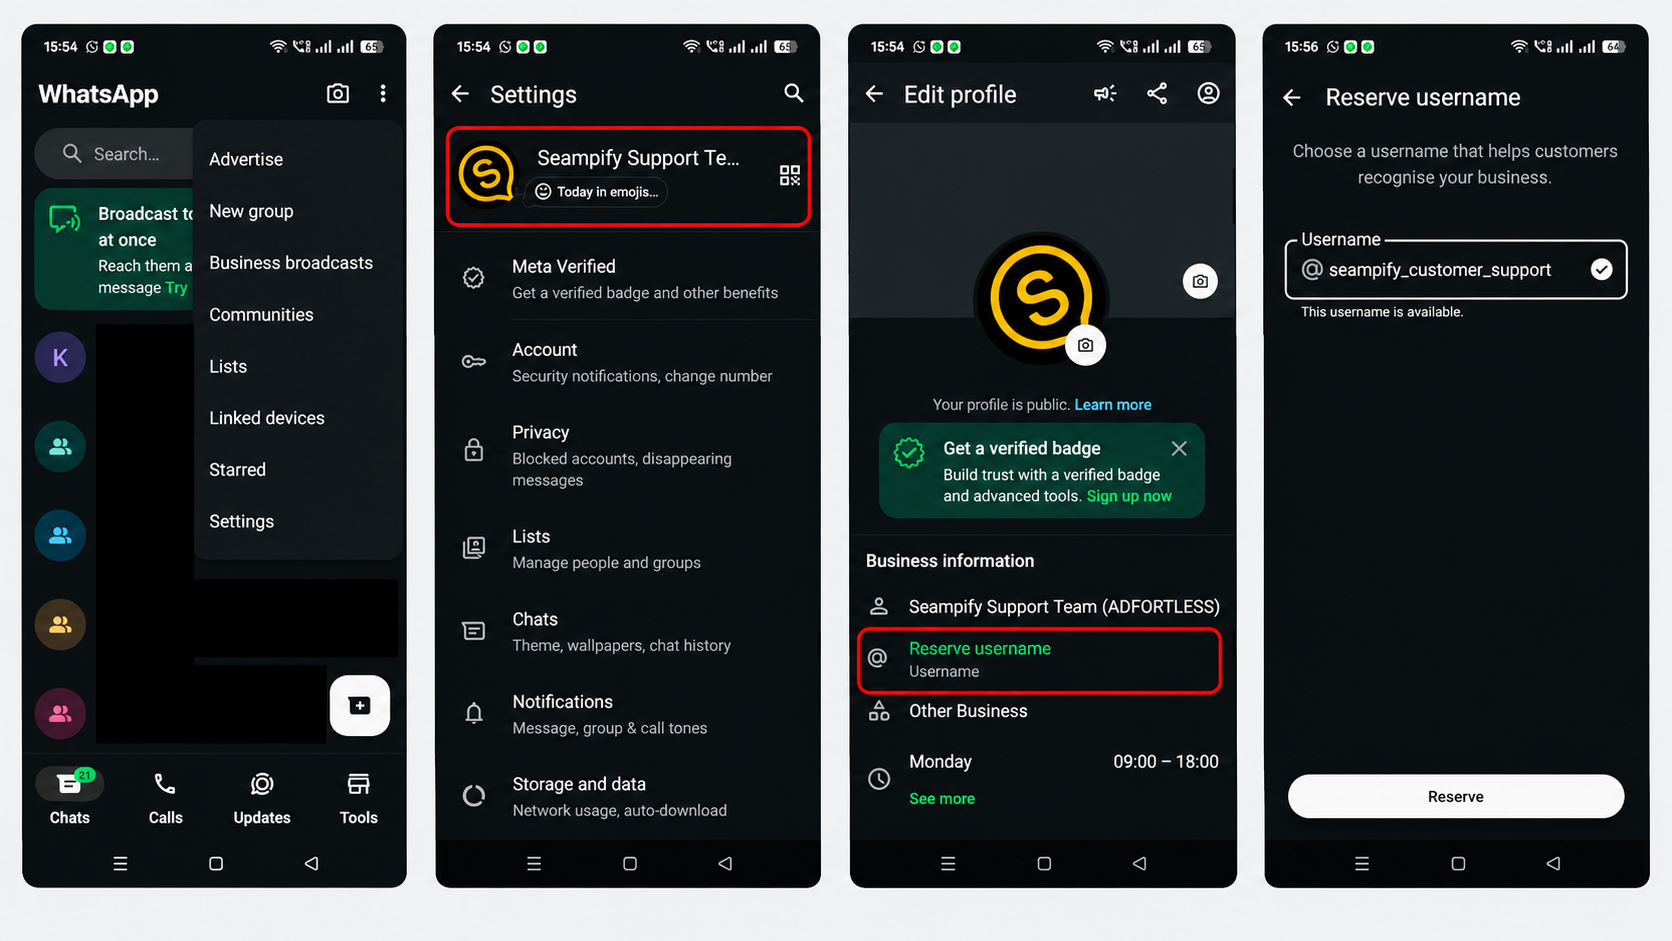 15:54
65
WhatsApp
Search...
Advertise
New group
Business broadcasts
Communities
Lists
Linked devices
Starred
Settings
Broadcast to
at once
Reach them a
message Try
K
21
Chats
Calls
Updates
Tools
15:54
65
Settings
S
Seampify Support Te...
Today in emojis...
Meta Verified
Get a verified badge and other benefits
Account
Security notifications, change number
Privacy
Blocked accounts, disappearing
messages
Lists
Manage people and groups
Chats
Theme, wallpapers, chat history
Notifications
Message, group & call tones
Storage and data
Network usage, auto-download
15:54
65
Edit profile
S
Your profile is public. Learn more
Get a verified badge
Build trust with a verified badge
and advanced tools. Sign up now
Business information
Seampify Support Team (ADFORTLESS)
@ Reserve username
Username
Other Business
Monday 09:00 – 18:00
See more
15:56
64
Reserve username
Choose a username that helps customers
recognise your business.
Username
@ seampify_customer_support
This username is available.
Reserve